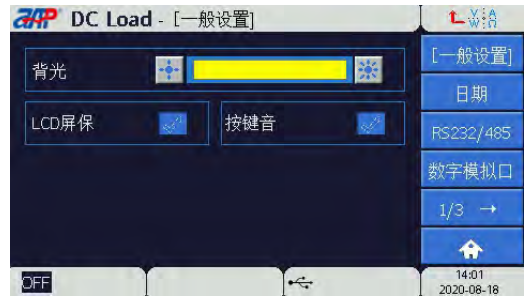 DC Load - [一般设置]
V A
W Ω
背光
LCD屏保
按键音
[一般设置]
日期
RS232/485
数字模拟口
1/3 →
OFF
14:01
2020-08-18